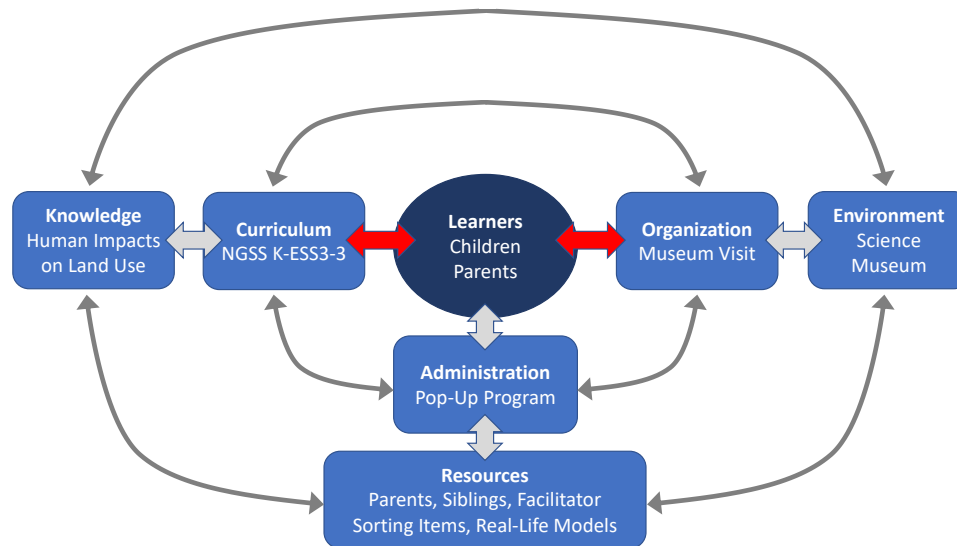 Knowledge
Human Impacts
on Land Use
Curriculum
NGSS K-ESS3-3
Learners
Children
Parents
Organization
Museum Visit
Environment
Science
Museum
Administration
Pop-Up Program
Resources
Parents, Siblings, Facilitator
Sorting Items, Real-Life Models